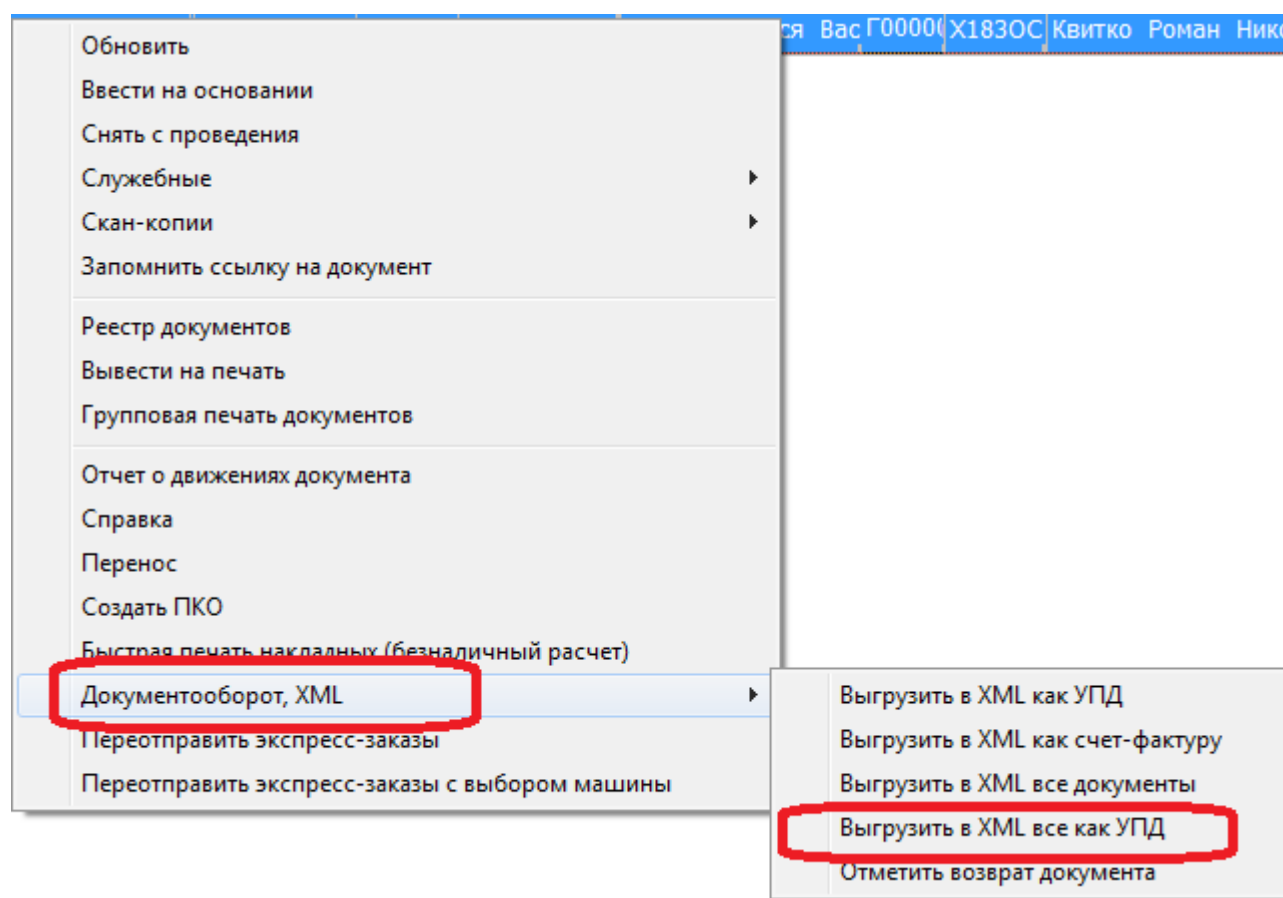 ся Вас Г00000 Х183ОС Квитко Роман Нико
Обновить
Ввести на основании
Снять с проведения
Служебные
Скан-копии
Запомнить ссылку на документ
Реестр документов
Вывести на печать
Групповая печать документов
Отчет о движениях документа
Справка
Перенос
Создать ПКО
Быстрая печать накладных (безналичный расчет)
Документооборот, XML
Переотправить экспресс-заказы
Переотправить экспресс-заказы с выбором машины
Выгрузить в XML как УПД
Выгрузить в XML как счет-фактуру
Выгрузить в XML все документы
Выгрузить в XML все как УПД
Отметить возврат документа